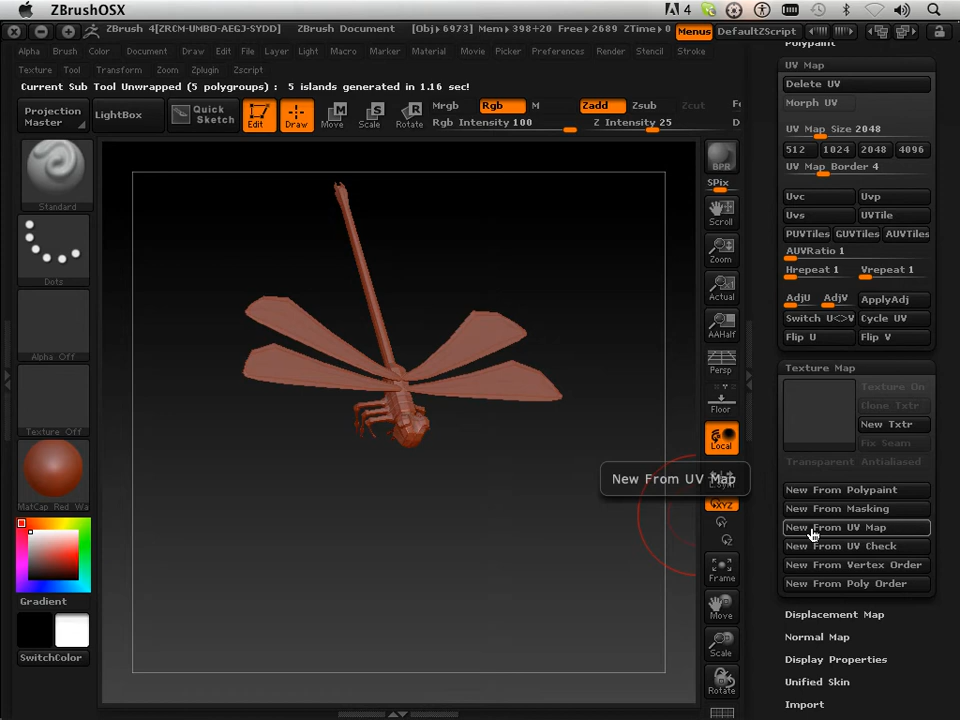 ZBrushOSX
4
ZBrush 4[ZRCM-UMBO-AEGJ-SYDD] ZBrush Document [Obj▸6973] Mem▸398+20 Free▸2689 ZTime▸0 Menus DefaultZScript
Alpha Brush Color Document Draw Edit File Layer Light Macro Marker Material Movie Picker Preferences Render Stencil Stroke
Texture Tool Transform Zoom Zplugin Zscript
Current Sub Tool Unwrapped (5 polygroups) : 5 islands generated in 1.16 sec!
Projection Master
LightBox
Quick Sketch
Edit
Draw
Move
Scale
Rotate
Mrgb Rgb M Zadd Zsub Zcut
Rgb Intensity 100 Z Intensity 25
Standard
Dots
Alpha Off
Texture Off
MatCap Red Wa
Gradient
SwitchColor
BPR
SPix
Scroll
Zoom
Actual
AAHalf
Persp
Floor
Local
XYZ
Frame
Move
Scale
Rotate
New From UV Map
Polypaint
UV Map
Delete UV
Morph UV
UV Map Size 2048
512 1024 2048 4096
UV Map Border 4
Uvc Uvp
Uvs UVTile
PUVTiles GUVTiles AUVTiles
AUVRatio 1
Hrepeat 1 Vrepeat 1
AdjU AdjV ApplyAdj
Switch U<>V Cycle UV
Flip U Flip V
Texture Map
Texture On
Clone Txtr
New Txtr
Fix Seam
Transparent Antialiased
New From Polypaint
New From Masking
New From UV Map
New From UV Check
New From Vertex Order
New From Poly Order
Displacement Map
Normal Map
Display Properties
Unified Skin
Import